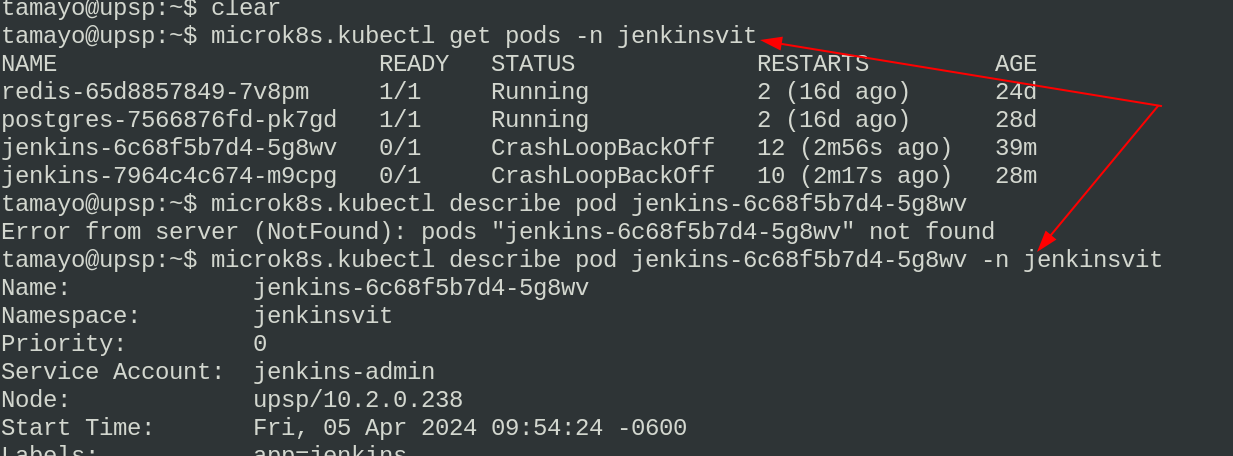 tamayo@upsp:~$ clear
tamayo@upsp:~$ microk8s.kubectl get pods -n jenkinsvit
NAME                       READY   STATUS             RESTARTS         AGE
redis-65d8857849-7v8pm     1/1     Running            2 (16d ago)      24d
postgres-7566876fd-pk7gd   1/1     Running            2 (16d ago)      28d
jenkins-6c68f5b7d4-5g8wv   0/1     CrashLoopBackOff   12 (2m56s ago)   39m
jenkins-7964c4c674-m9cpg   0/1     CrashLoopBackOff   10 (2m17s ago)   28m
tamayo@upsp:~$ microk8s.kubectl describe pod jenkins-6c68f5b7d4-5g8wv
Error from server (NotFound): pods "jenkins-6c68f5b7d4-5g8wv" not found
tamayo@upsp:~$ microk8s.kubectl describe pod jenkins-6c68f5b7d4-5g8wv -n jenkinsvit
Name:             jenkins-6c68f5b7d4-5g8wv
Namespace:        jenkinsvit
Priority:         0
Service Account:  jenkins-admin
Node:             upsp/10.2.0.238
Start Time:       Fri, 05 Apr 2024 09:54:24 -0600
Labels:           app=jenkins